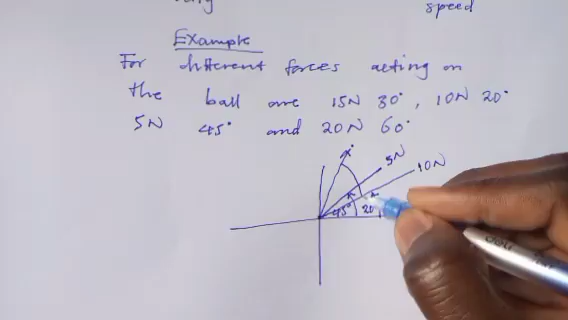 speed
Example
For different forces acting on
the ball are 15N 30°, 10N 20°
5N 45° and 20N 60°
5N
10N
45°
20